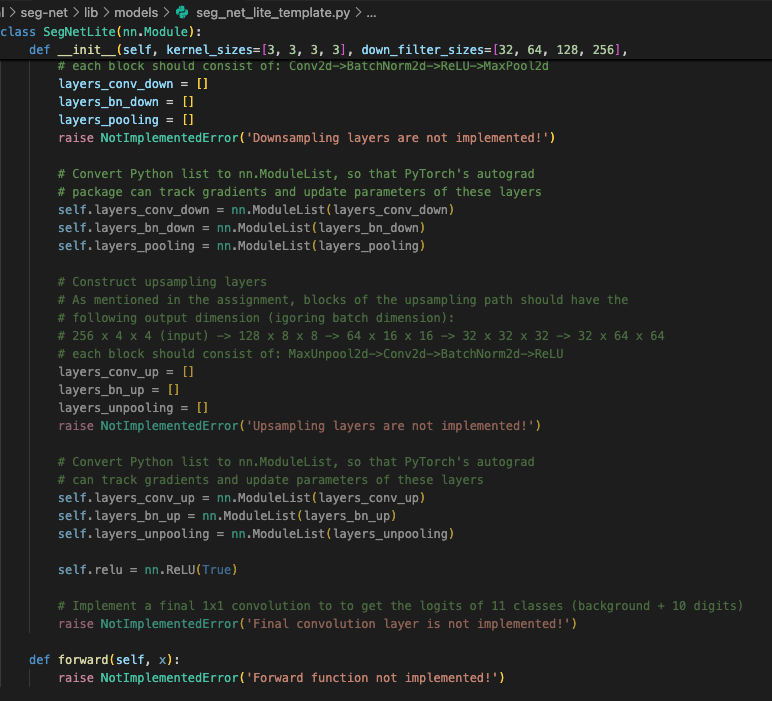 l > seg-net > lib > models > seg_net_lite_template.py > ...
class SegNetLite(nn.Module):
    def __init__(self, kernel_sizes=[3, 3, 3, 3], down_filter_sizes=[32, 64, 128, 256],
        # each block should consist of: Conv2d->BatchNorm2d->ReLU->MaxPool2d
        layers_conv_down = []
        layers_bn_down = []
        layers_pooling = []
        raise NotImplementedError('Downsampling layers are not implemented!')

        # Convert Python list to nn.ModuleList, so that PyTorch's autograd
        # package can track gradients and update parameters of these layers
        self.layers_conv_down = nn.ModuleList(layers_conv_down)
        self.layers_bn_down = nn.ModuleList(layers_bn_down)
        self.layers_pooling = nn.ModuleList(layers_pooling)

        # Construct upsampling layers
        # As mentioned in the assignment, blocks of the upsampling path should have the
        # following output dimension (igoring batch dimension):
        # 256 x 4 x 4 (input) -> 128 x 8 x 8 -> 64 x 16 x 16 -> 32 x 32 x 32 -> 32 x 64 x 64
        # each block should consist of: MaxUnpool2d->Conv2d->BatchNorm2d->ReLU
        layers_conv_up = []
        layers_bn_up = []
        layers_unpooling = []
        raise NotImplementedError('Upsampling layers are not implemented!')

        # Convert Python list to nn.ModuleList, so that PyTorch's autograd
        # can track gradients and update parameters of these layers
        self.layers_conv_up = nn.ModuleList(layers_conv_up)
        self.layers_bn_up = nn.ModuleList(layers_bn_up)
        self.layers_unpooling = nn.ModuleList(layers_unpooling)

        self.relu = nn.ReLU(True)

        # Implement a final 1x1 convolution to to get the logits of 11 classes (background + 10 digits)
        raise NotImplementedError('Final convolution layer is not implemented!')

    def forward(self, x):
        raise NotImplementedError('Forward function not implemented!')